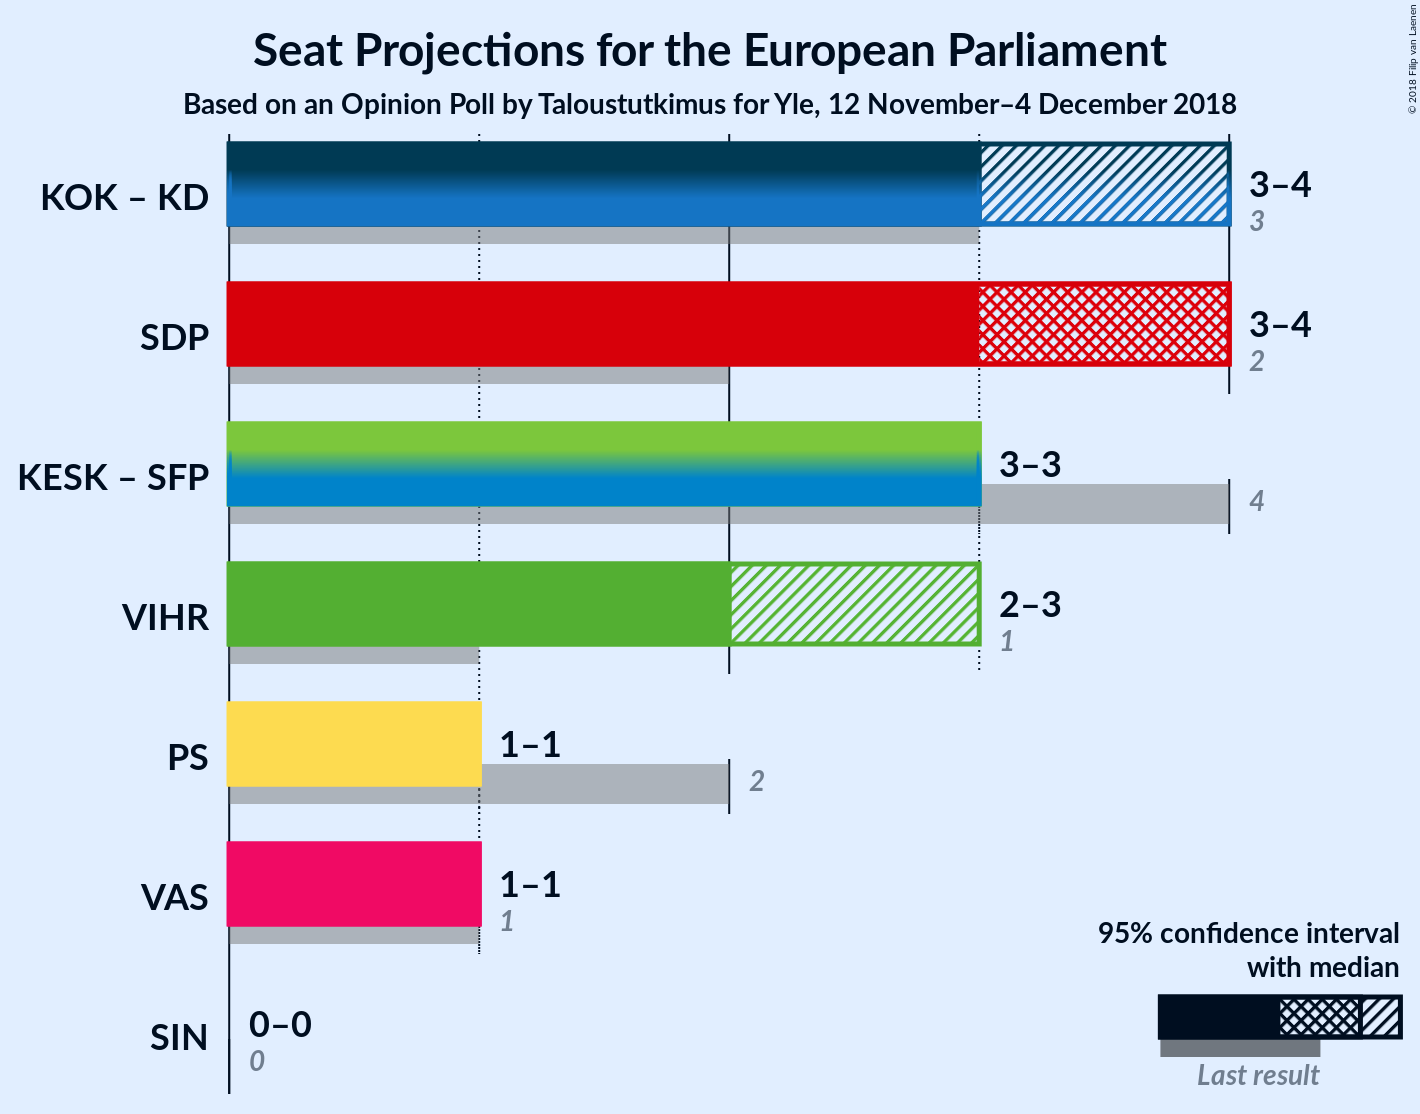 Seat Projections for the European Parliament
Based on an Opinion Poll by Taloustutkimus for Yle, 12 November–4 December 2018
© 2018 Filip van Laenen
KOK – KD
3–4
3
SDP
3–4
2
KESK – SFP
3–3
4
VIHR
2–3
1
PS
1–1
2
VAS
1–1
1
SIN
0–0
0
95% confidence interval
with median
Last result